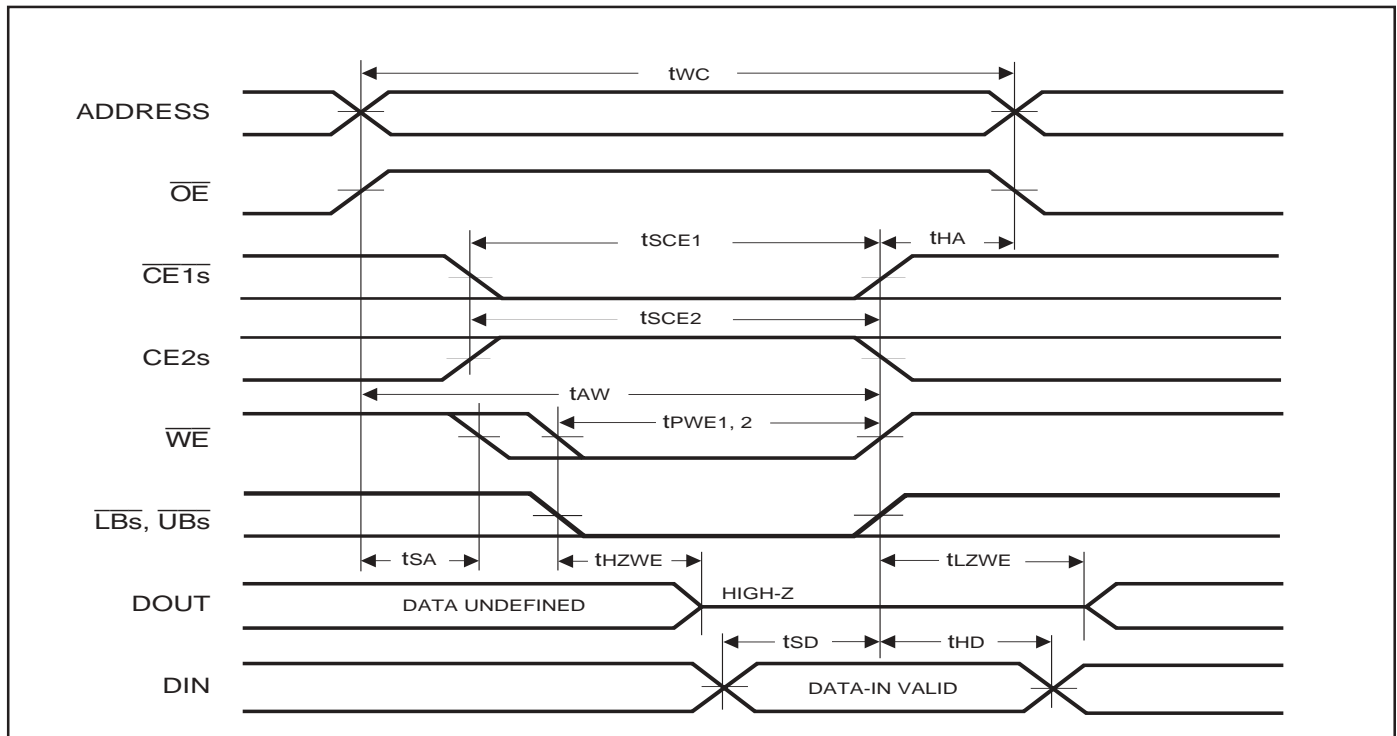 tWC
ADDRESS
OE
tSCE1
tHA
CE1s
tSCE2
CE2s
tAW
tPWE1, 2
WE
LBs, UBs
tSA
tHZWE
tLZWE
DOUT
DATA UNDEFINED
HIGH-Z
tSD
tHD
DIN
DATA-IN VALID